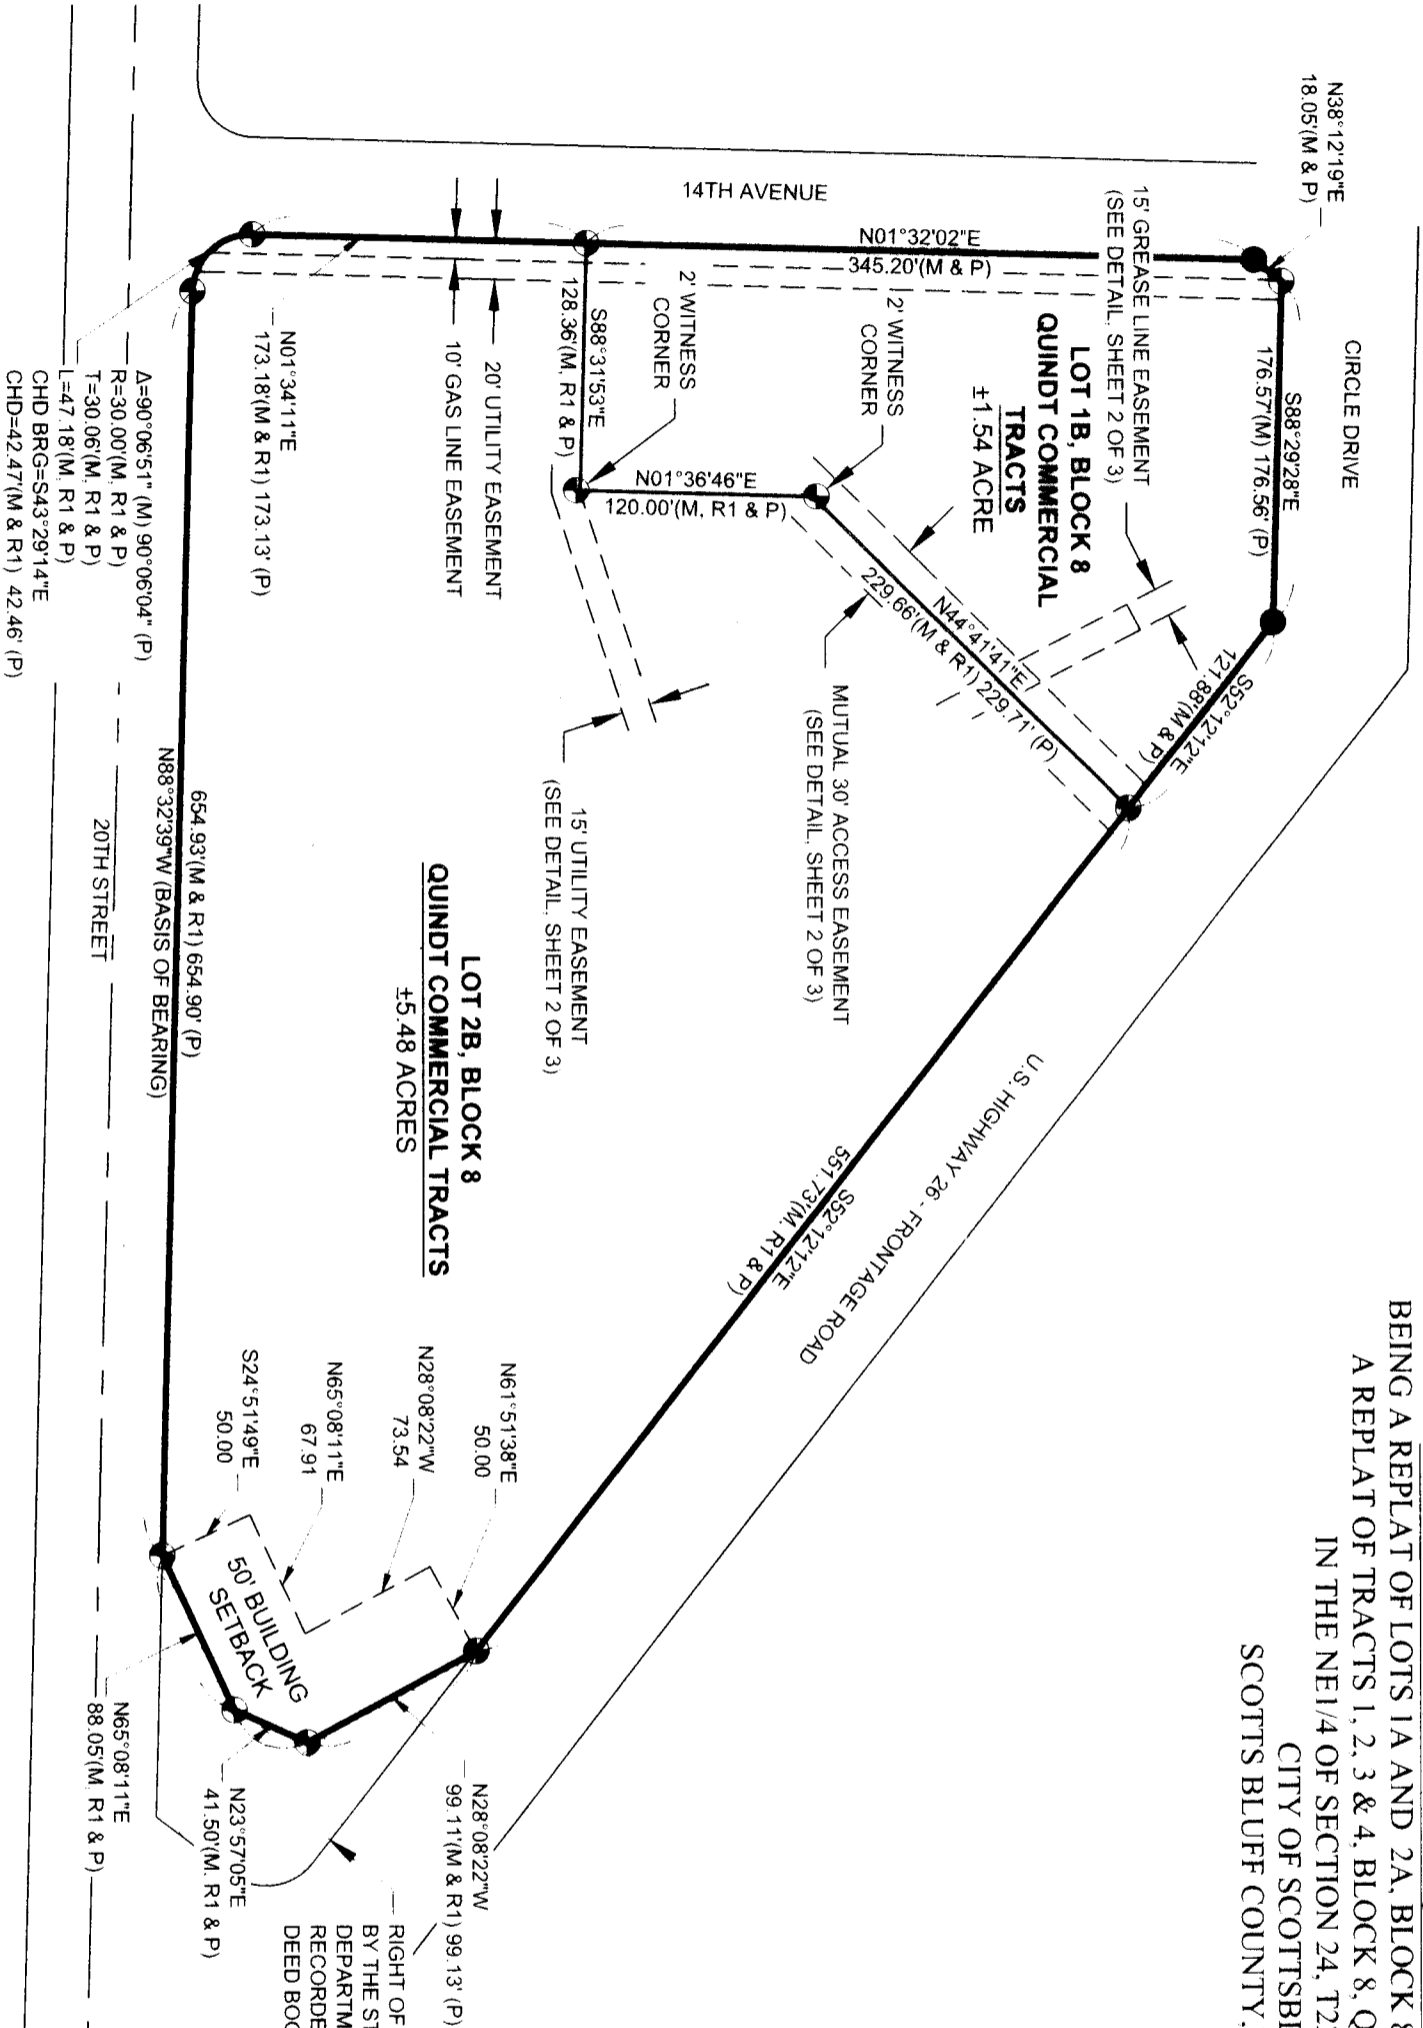 BEING A REPLAT OF LOTS 1A AND 2A, BLOCK 8
A REPLAT OF TRACTS 1, 2, 3 & 4, BLOCK 8, Q
IN THE NE1/4 OF SECTION 24, T2
CITY OF SCOTTSBL
SCOTTS BLUFF COUNTY,
N38°12'19"E
18.05'(M & P)
CIRCLE DRIVE
S88°29'28"E
176.57'(M) 176.56' (P)
15' GREASE LINE EASEMENT
(SEE DETAIL, SHEET 2 OF 3)
S52°12'12"E
121.88'(M & P)
LOT 1B, BLOCK 8
QUINDT COMMERCIAL
TRACTS
±1.54 ACRE
14TH AVENUE
N01°32'02"E
345.20'(M & P)
2' WITNESS
CORNER
N44°41'41"E
229.66'(M & R1) 229.71' (P)
MUTUAL 30' ACCESS EASEMENT
(SEE DETAIL, SHEET 2 OF 3)
U.S. HIGHWAY 26 - FRONTAGE ROAD
S52°12'12"E
551.73'(M, R1 & P)
2' WITNESS
CORNER
N01°36'46"E
120.00'(M, R1 & P)
S88°31'53"E
128.36'(M, R1 & P)
15' UTILITY EASEMENT
(SEE DETAIL, SHEET 2 OF 3)
20' UTILITY EASEMENT
10' GAS LINE EASEMENT
LOT 2B, BLOCK 8
QUINDT COMMERCIAL TRACTS
±5.48 ACRES
N61°51'38"E
50.00
N28°08'22"W
73.54
N65°08'11"E
67.91
S24°51'49"E
50.00
50' BUILDING
SETBACK
N28°08'22"W
99.11'(M & R1) 99.13' (P)
RIGHT OF
BY THE ST
DEPARTM
RECORDE
DEED BOO
N23°57'05"E
41.50'(M, R1 & P)
N65°08'11"E
88.05'(M, R1 & P)
N01°34'11"E
173.18'(M & R1) 173.13' (P)
654.93'(M & R1) 654.90' (P)
N88°32'39"W (BASIS OF BEARING)
20TH STREET
Δ=90°06'51" (M) 90°06'04" (P)
R=30.00'(M, R1 & P)
T=30.06'(M, R1 & P)
L=47.18'(M, R1 & P)
CHD BRG=S43°29'14"E
CHD=42.47'(M & R1) 42.46' (P)